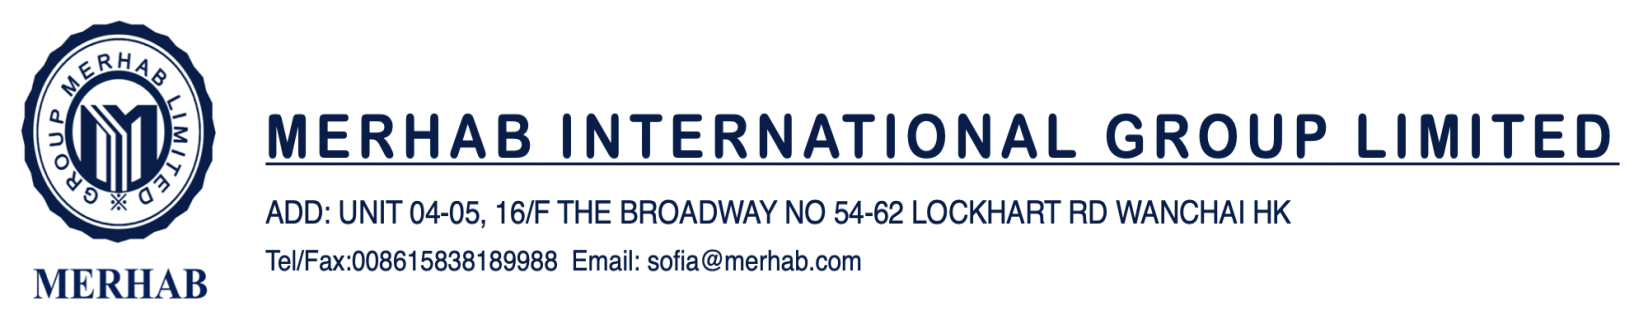 MERHAB LIMITED ※ GROUP
MERHAB
MERHAB INTERNATIONAL GROUP LIMITED
ADD: UNIT 04-05, 16/F THE BROADWAY NO 54-62 LOCKHART RD WANCHAI HK
Tel/Fax:008615838189988 Email: sofia@merhab.com